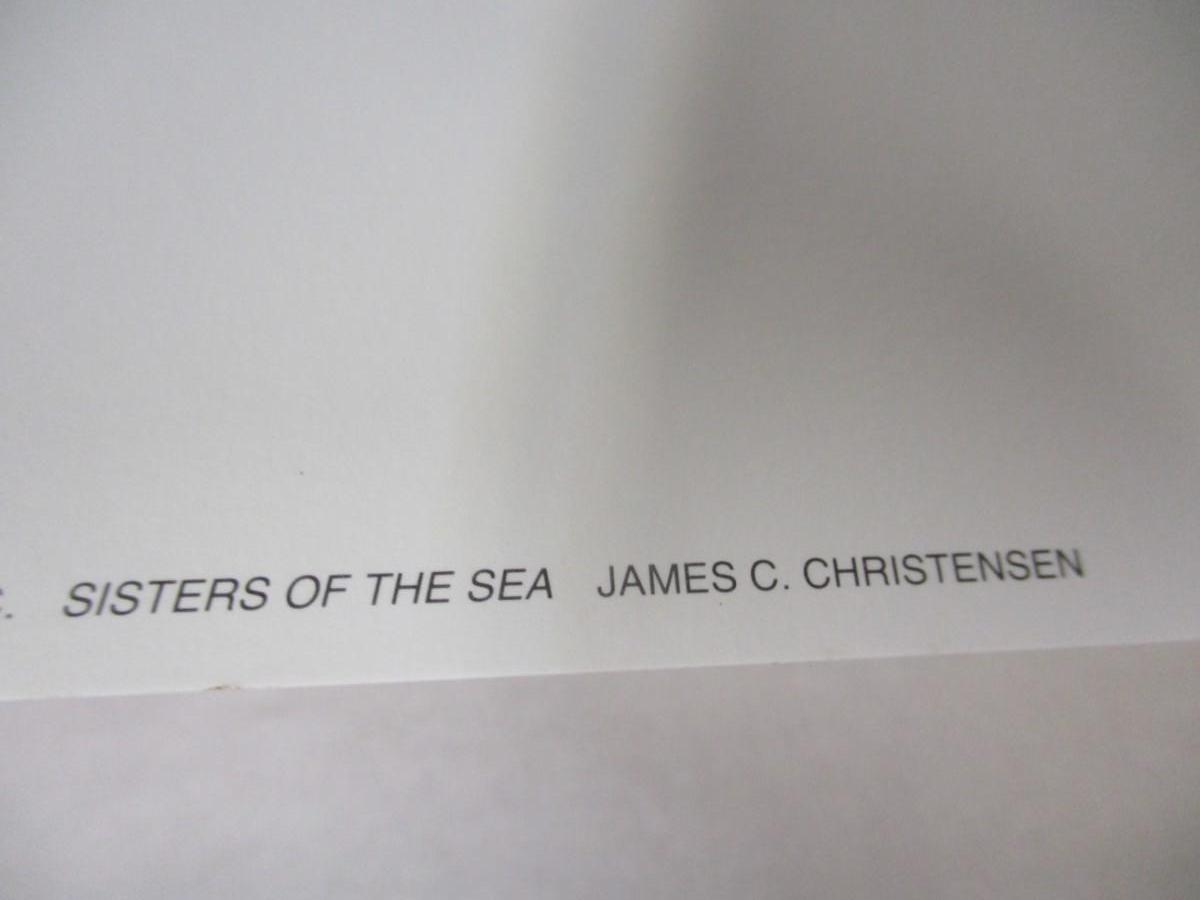 SISTERS OF THE SEA JAMES C. CHRISTENSEN